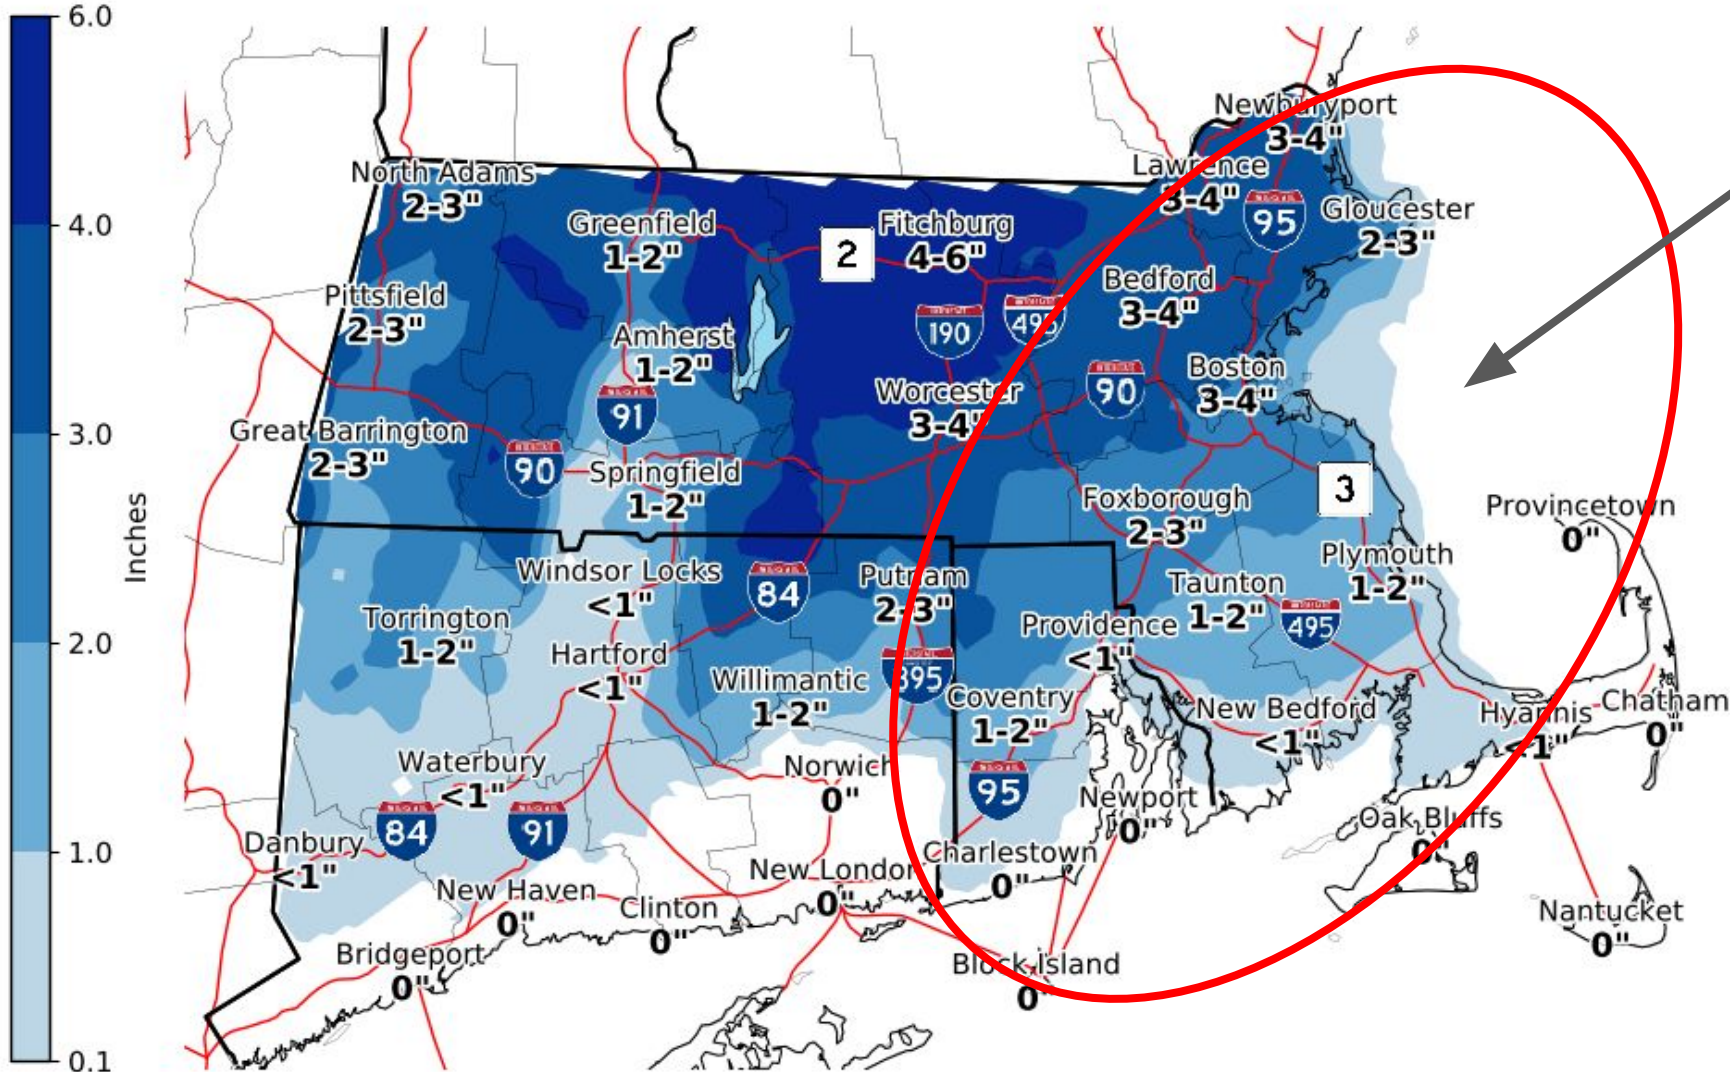 6.0
4.0
3.0
2.0
1.0
0.1
Inches
Newburyport
3-4"
Lawrence
3-4"
North Adams
2-3"
95
Gloucester
2-3"
Greenfield
1-2"
2
Fitchburg
4-6"
Bedford
3-4"
Pittsfield
2-3"
190
495
Amherst
1-2"
Boston
3-4"
90
Worcester
3-4"
91
Great Barrington
2-3"
90
Springfield
1-2"
Foxborough
2-3"
3
Provincetown
0"
Windsor Locks
<1"
84
Putnam
2-3"
Taunton
1-2"
Plymouth
1-2"
Torrington
1-2"
Providence
<1"
495
Hartford
<1"
Willimantic
1-2"
395
Coventry
1-2"
New Bedford
<1"
Hyannis
<1"
Chatham
0"
Waterbury
<1"
Norwich
0"
95
Newport
0"
84
91
Oak Bluffs
0"
Danbury
<1"
New London
0"
Charlestown
0"
New Haven
0"
Clinton
0"
Nantucket
0"
Bridgeport
0"
Block Island
0"